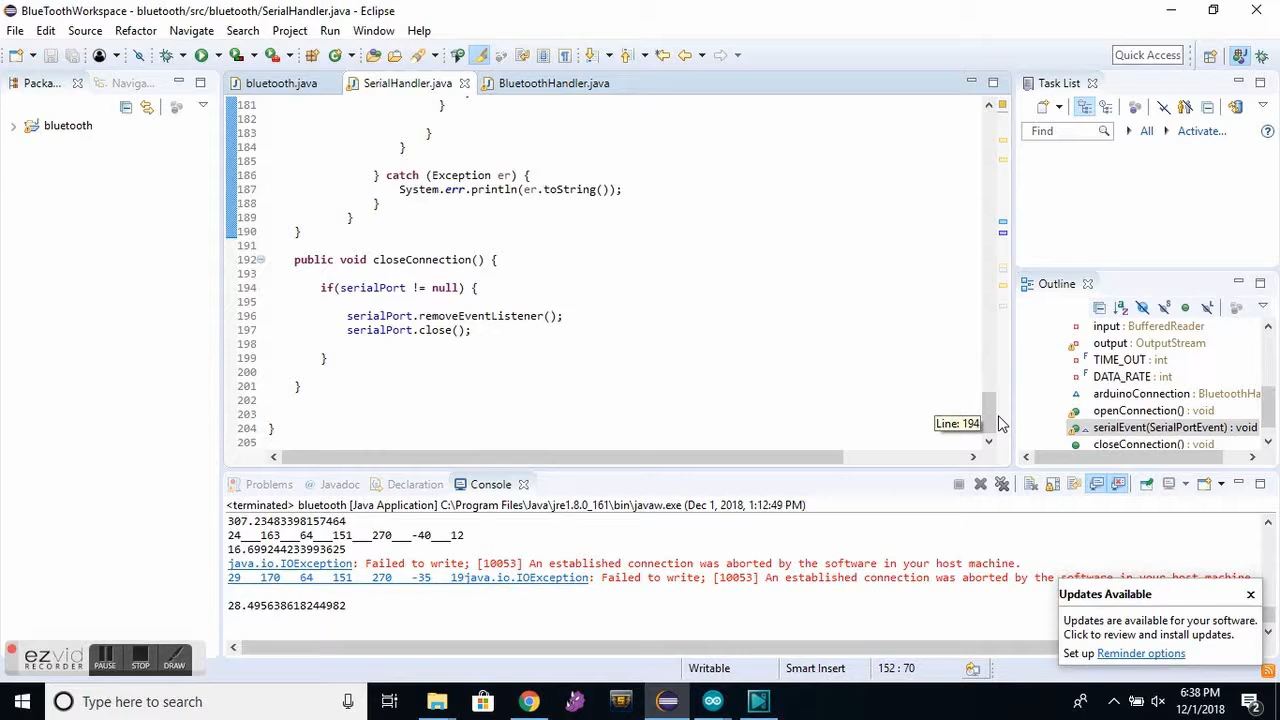 BlueToothWorkspace - bluetooth/src/bluetooth/SerialHandler.java - Eclipse
File Edit Source Refactor Navigate Search Project Run Window Help
Quick Access
Packa...
Naviga...
bluetooth
bluetooth.java SerialHandler.java BluetoothHandler.java
181 }
182
183 }
184 }
185
186 } catch (Exception er) {
187 System.err.println(er.toString());
188 }
189 }
190 }
191
192 public void closeConnection() {
193
194 if(serialPort != null) {
195
196 serialPort.removeEventListener();
197 serialPort.close();
198
199 }
200
201 }
202
203
204 }
205
Line: 194
Task List
Find All Activate...
Outline
input : BufferedReader
output : OutputStream
TIME_OUT : int
DATA_RATE : int
arduinoConnection : BluetoothHa
openConnection() : void
serialEvent(SerialPortEvent) : void
closeConnection() : void
Problems Javadoc Declaration Console
<terminated> bluetooth [Java Application] C:\Program Files\Java\jre1.8.0_161\bin\javaw.exe (Dec 1, 2018, 1:12:49 PM)
307.23483398157464
24___163___64___151___270___-40___12
16.699244233993625
java.io.IOException: Failed to write; [10053] An established connection was aborted by the software in your host machine.
29___170___64___151___270___-35___19java.io.IOException: Failed to write; [10053] An established connection was aborted by the software in your host machine
28.495638618244982
Updates Available
Updates are available for your software.
Click to review and install updates.
Set up Reminder options
ezvid
RECORDER
PAUSE STOP DRAW
Writable Smart Insert 152 : 70
Type here to search
6:38 PM
12/1/2018
2